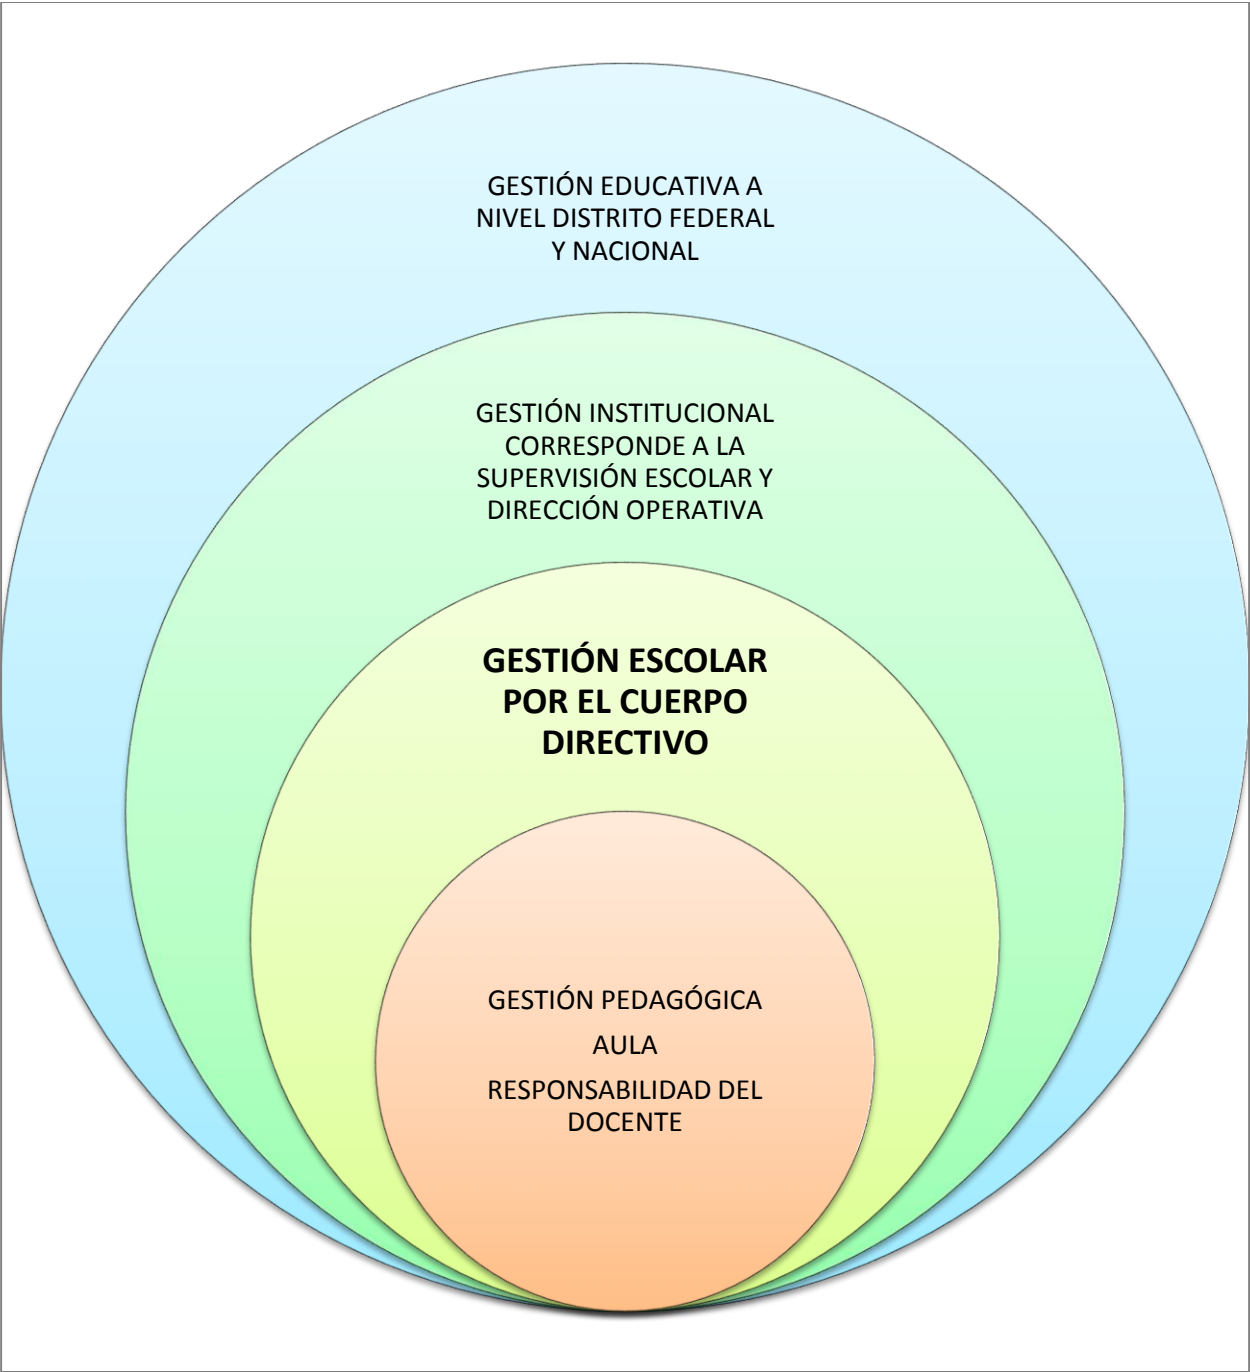 GESTIÓN EDUCATIVA A
NIVEL DISTRITO FEDERAL
Y NACIONAL
GESTIÓN INSTITUCIONAL
CORRESPONDE A LA
SUPERVISIÓN ESCOLAR Y
DIRECCIÓN OPERATIVA
GESTIÓN ESCOLAR
POR EL CUERPO
DIRECTIVO
GESTIÓN PEDAGÓGICA
AULA
RESPONSABILIDAD DEL
DOCENTE